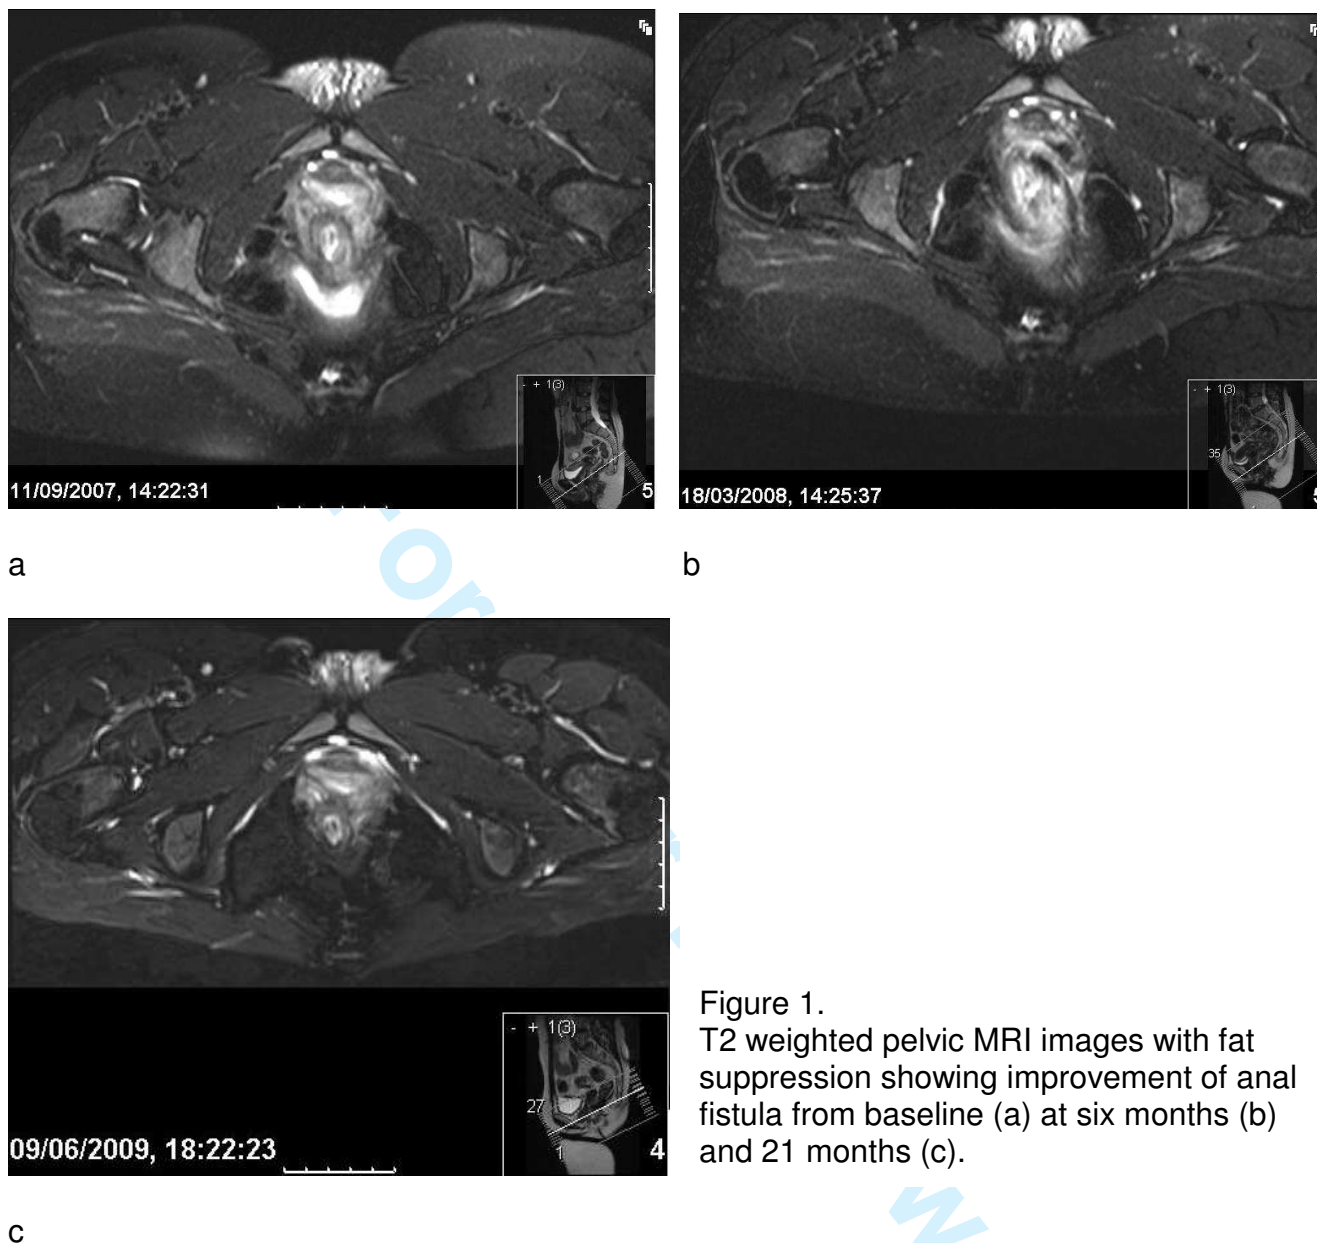 - + 1(3)
1
11/09/2007, 14:22:31
5
- + 1(3)
35
18/03/2008, 14:25:37
a
b
or
- + 1(3)
27
1
09/06/2009, 18:22:23
4
Figure 1.
T2 weighted pelvic MRI images with fat
suppression showing improvement of anal
fistula from baseline (a) at six months (b)
and 21 months (c).
w
c